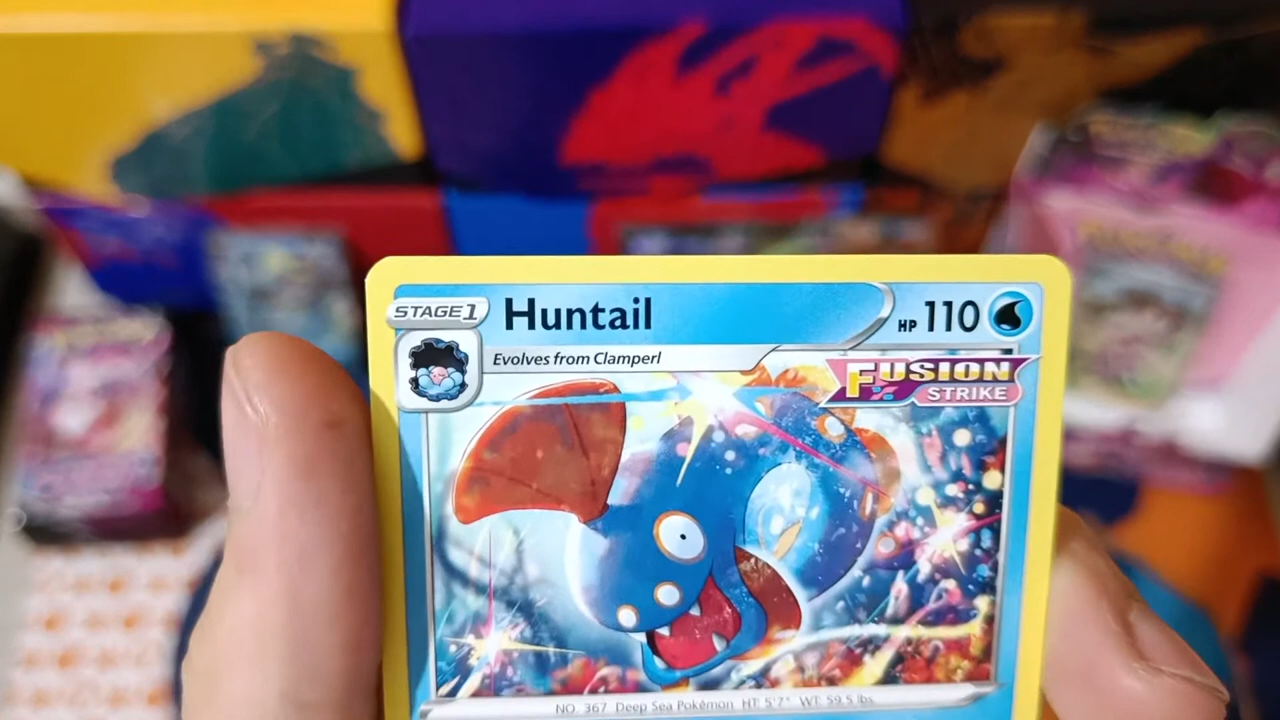 STAGE1 Huntail HP 110
Evolves from Clamperl
FUSION
STRIKE
NO. 367 Deep Sea Pokémon HT: 5'7" WT: 59.5 lbs